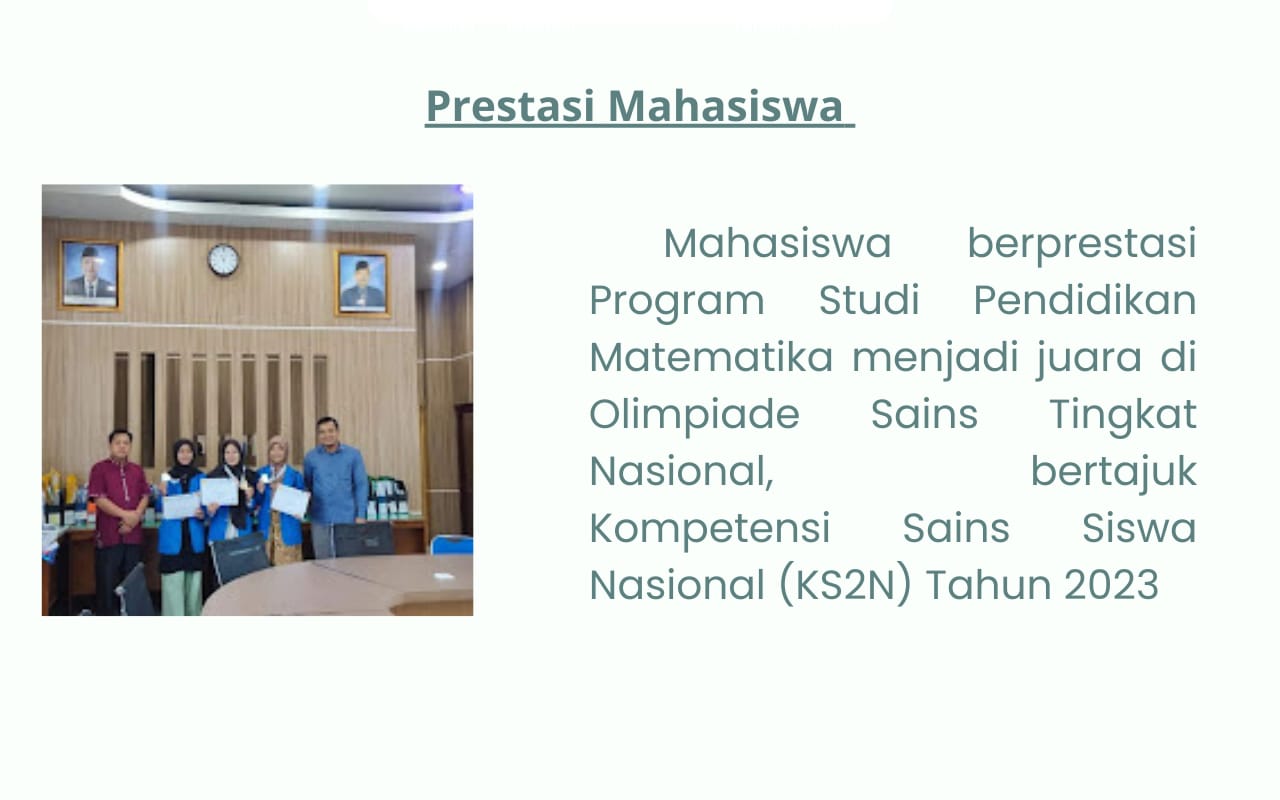 Prestasi Mahasiswa
Mahasiswa berprestasi
Program Studi Pendidikan
Matematika menjadi juara di
Olimpiade Sains Tingkat
Nasional, bertajuk
Kompetensi Sains Siswa
Nasional (KS2N) Tahun 2023